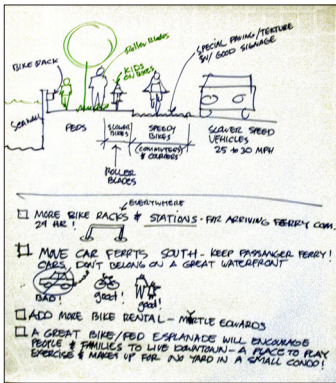 BIKE RACK
Roller Blades
KIDS ON BIKES
SPECIAL PAVING/TEXTURE
W/ GOOD SIGNAGE
SEAWALL
PEDS
SLOWER BIKES
SPEEDY BIKES
(COMMUTERS & COURIERS)
SLOWER SPEED
VEHICLES
25 to 30 MPH
ROLLER
BLADES
EVERYWHERE
MORE BIKE RACKS & STATIONS - FOR ARRIVING FERRY COM.
24 HR!
MOVE CAR FERRYS SOUTH - KEEP PASSANGER FERRY!
CARS DON'T BELONG ON A GREAT WATERFRONT
BAD! good! good!
ADD MORE BIKE RENTAL - MYRTLE EDWARDS
A GREAT BIKE/PED ESPLANADE WILL ENCOURAGE
PEOPLE & FAMILIES TO LIVE DOWNTOWN - A PLACE TO PLAY
EXERCISE & MAKES UP FOR NO YARD IN A SMALL CONDO!